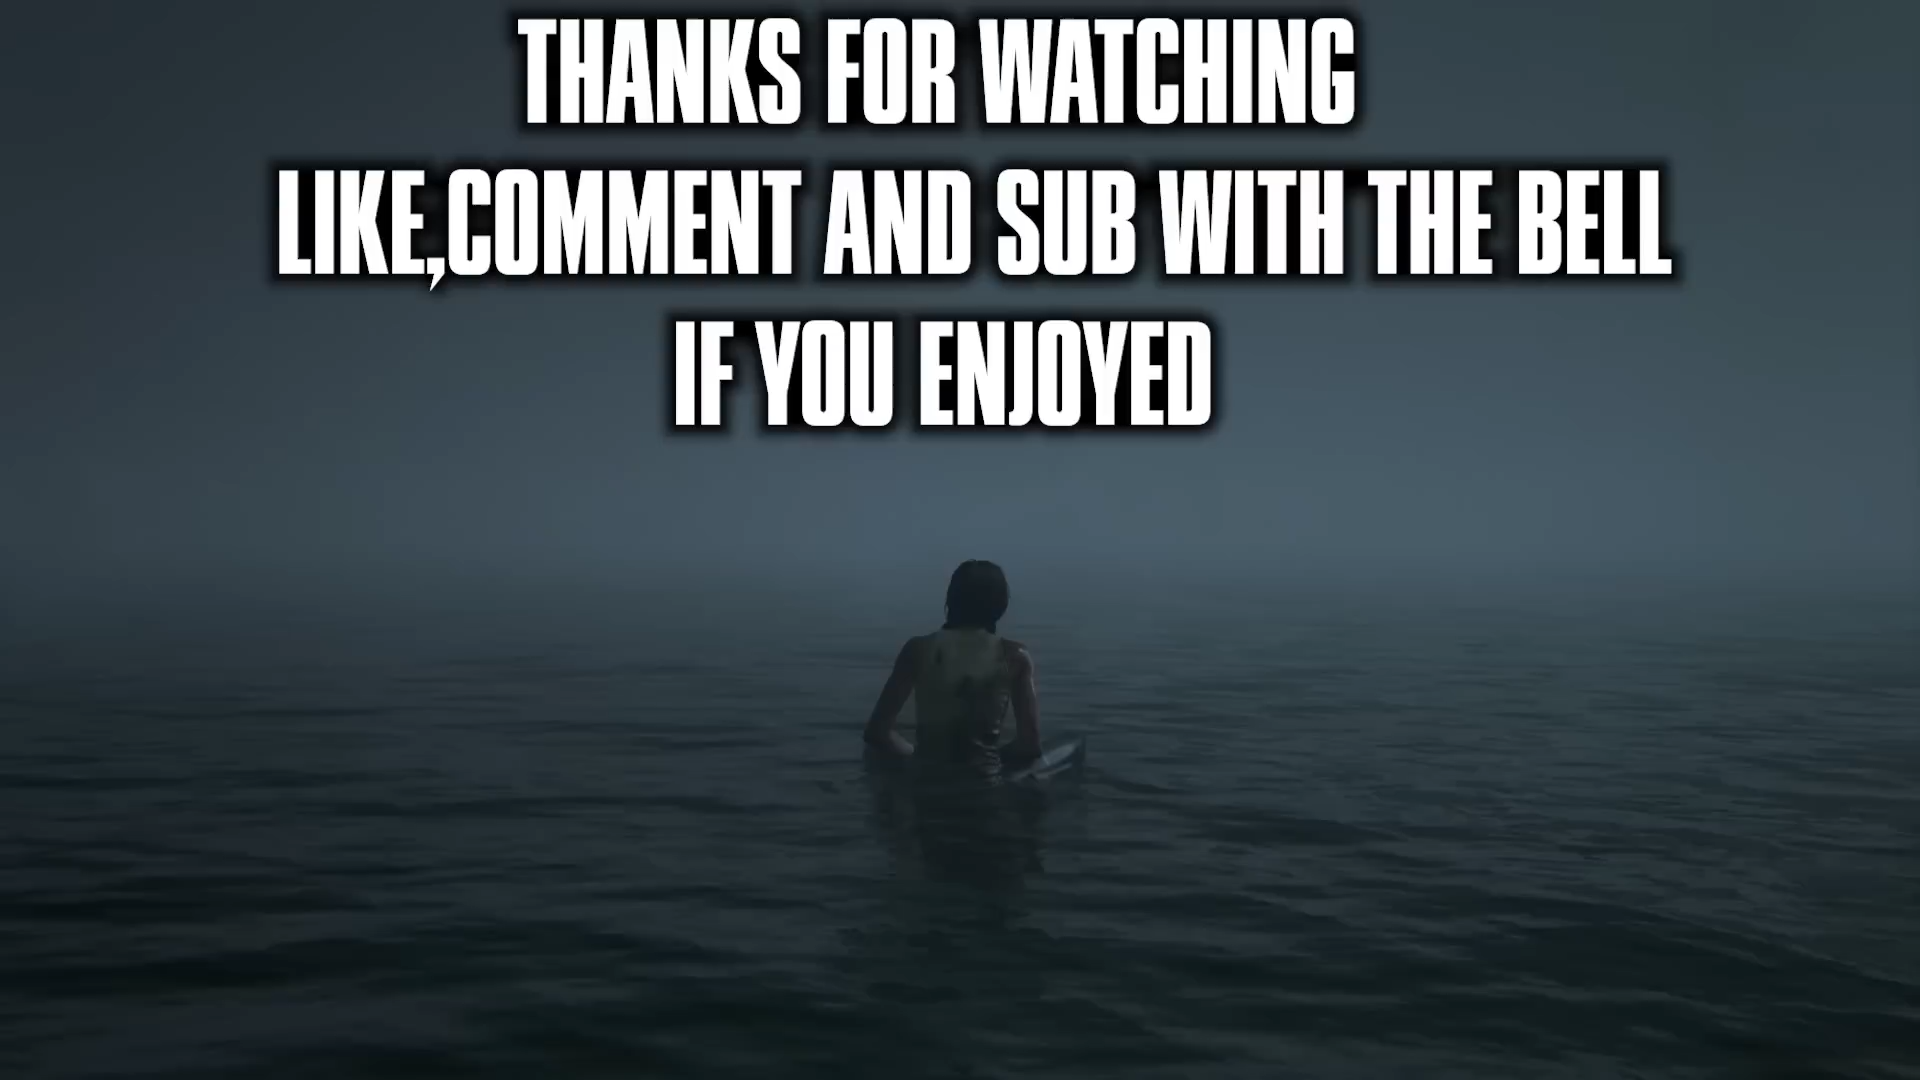 THANKS FOR WATCHING
LIKE,COMMENT AND SUB WITH THE BELL
IF YOU ENJOYED